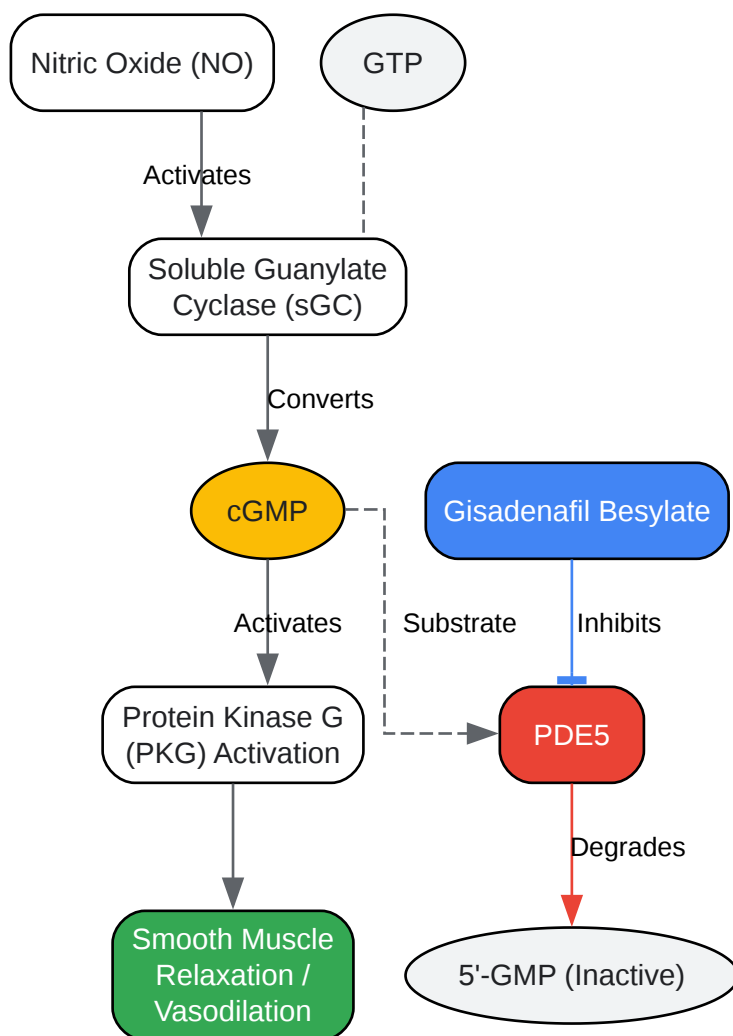 Nitric Oxide (NO)
GTP
Activates
Soluble Guanylate
Cyclase (sGC)
Converts
cGMP
Gisadenafil Besylate
Activates
Substrate
Inhibits
Protein Kinase G
(PKG) Activation
PDE5
Degrades
Smooth Muscle
Relaxation /
Vasodilation
5'-GMP (Inactive)